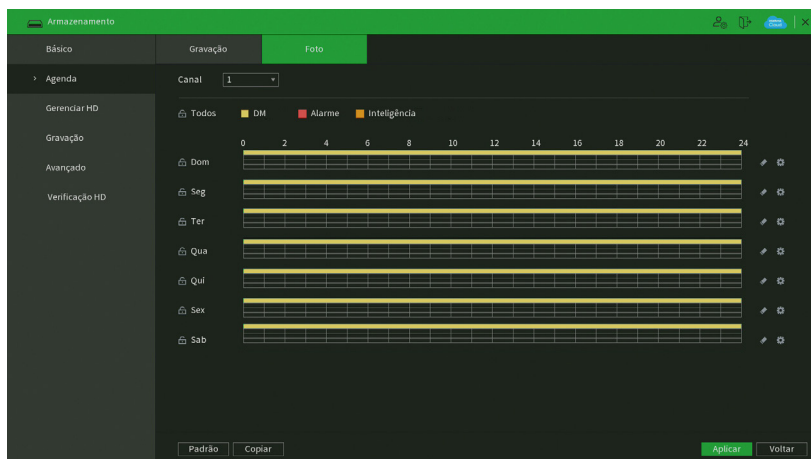 Armazenamento
Básico
Agenda
Gerenciar HD
Gravação
Avançado
Verificação HD
Gravação Foto
Canal 1
Todos DM Alarme Inteligência
0 2 4 6 8 10 12 14 16 18 20 22 24
Dom
Seg
Ter
Qua
Qui
Sex
Sab
Padrão Copiar Aplicar Voltar